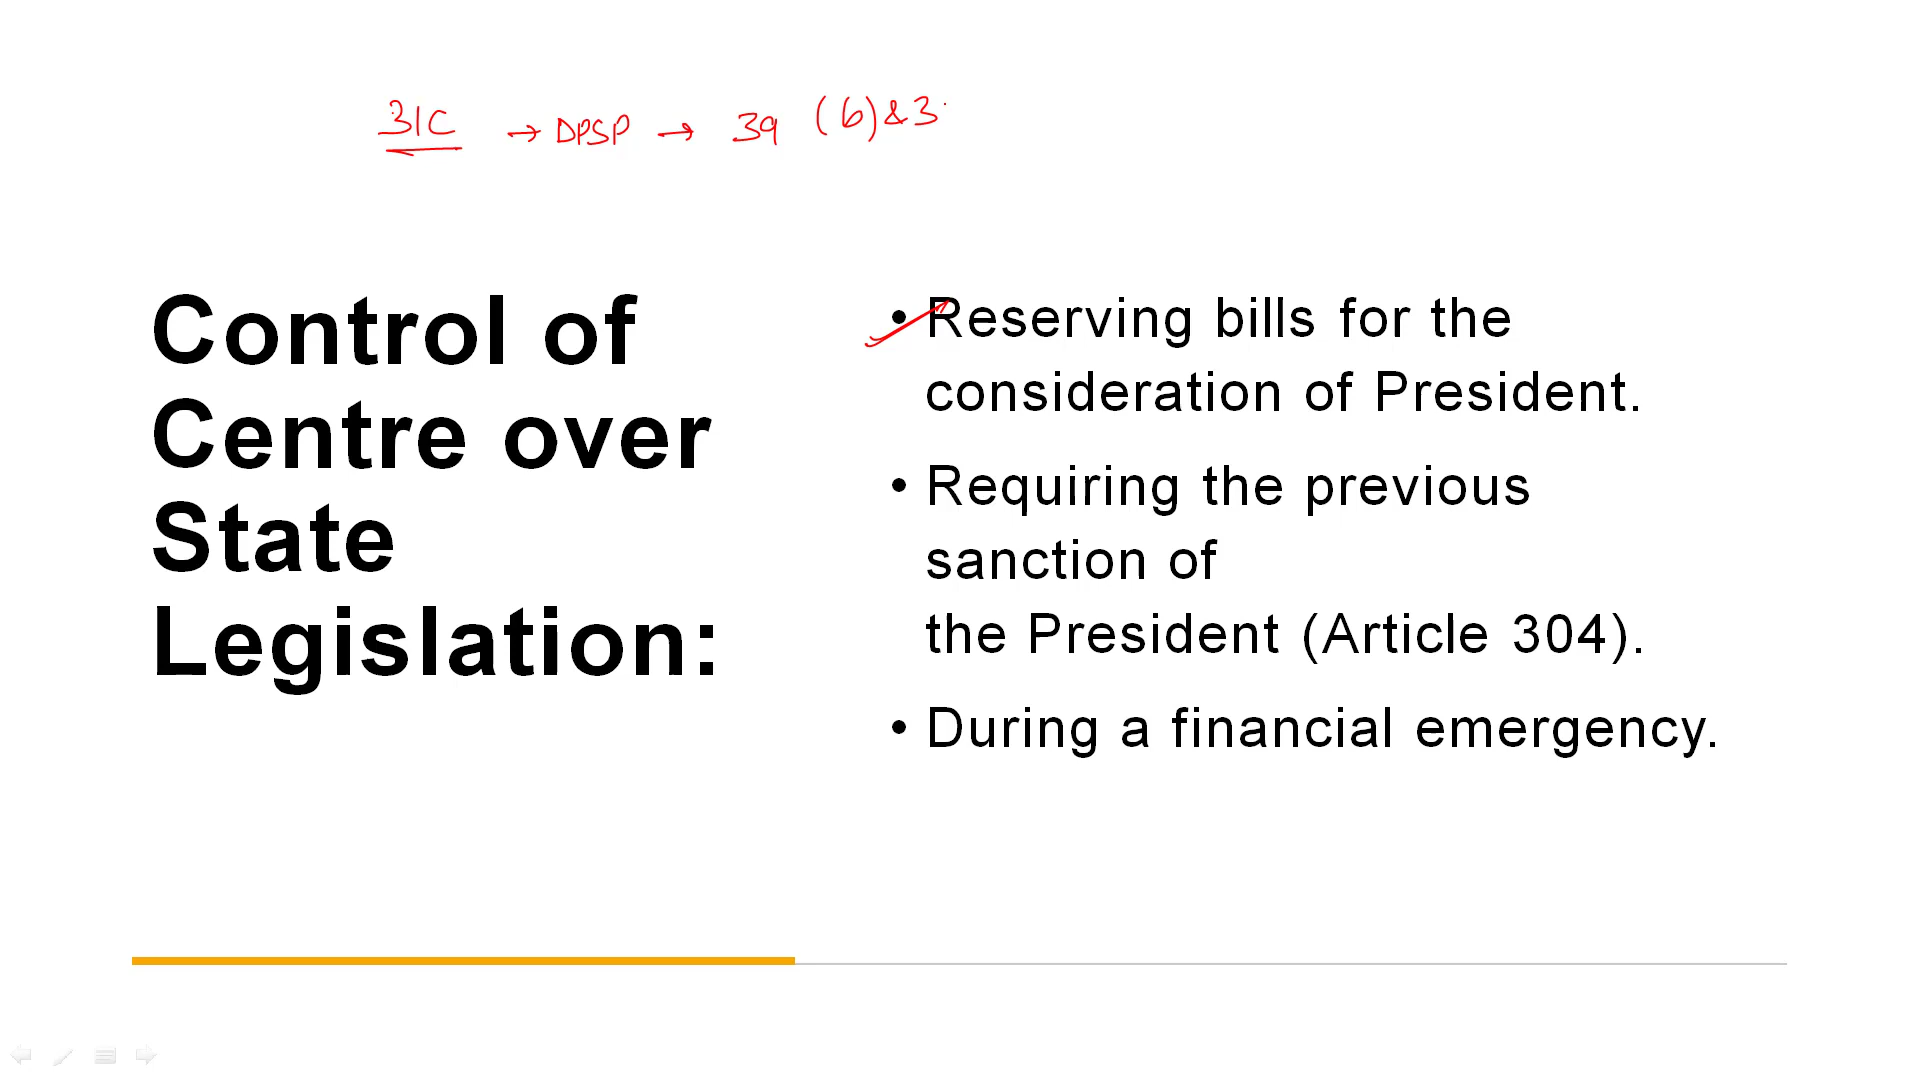 31C → DPSP → 39 (b) & 3
Control of
Centre over
State
Legislation:
• Reserving bills for the
consideration of President.
• Requiring the previous
sanction of
the President (Article 304).
• During a financial emergency.